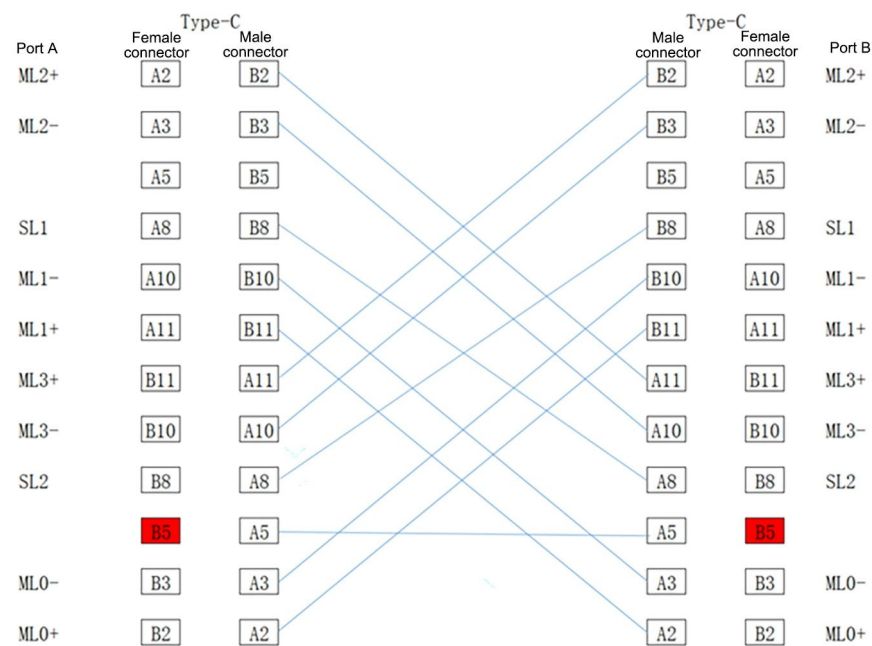 Type-C Type-C
Port A Female connector Male connector Male connector Female connector Port B
ML2+ A2 B2 B2 A2 ML2+
ML2- A3 B3 B3 A3 ML2-
A5 B5 B5 A5
SL1 A8 B8 B8 A8 SL1
ML1- A10 B10 B10 A10 ML1-
ML1+ A11 B11 B11 A11 ML1+
ML3+ B11 A11 A11 B11 ML3+
ML3- B10 A10 A10 B10 ML3-
SL2 B8 A8 A8 B8 SL2
B5 A5 A5 B5
ML0- B3 A3 A3 B3 ML0-
ML0+ B2 A2 A2 B2 ML0+